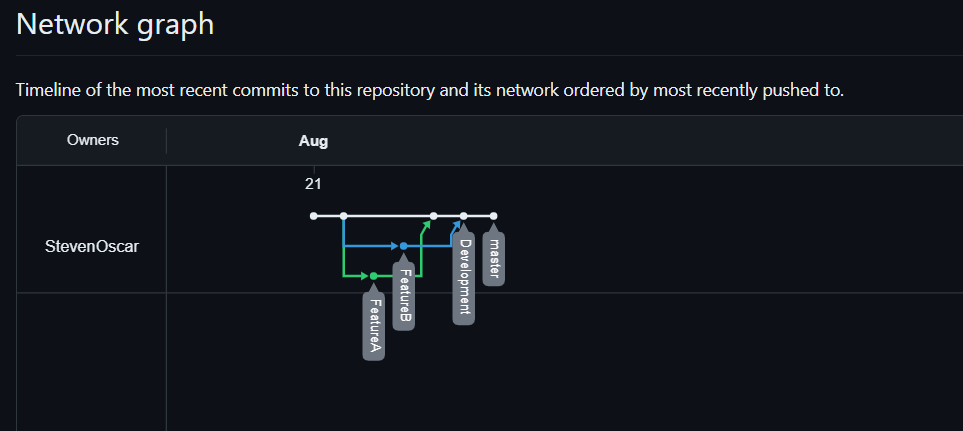 Network graph
Timeline of the most recent commits to this repository and its network ordered by most recently pushed to.
Owners
Aug
21
StevenOscar
FeatureA
FeatureB
Development
master